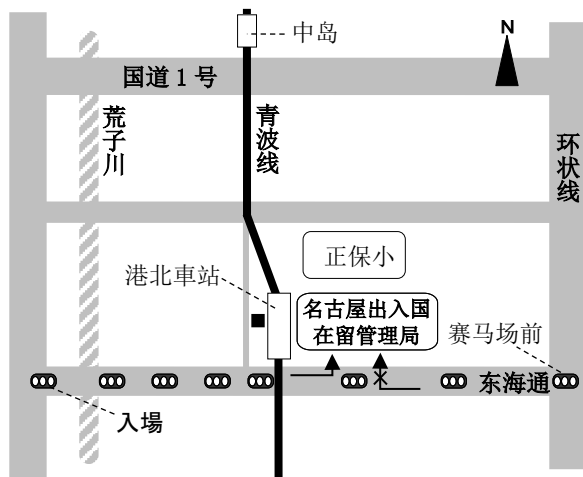 中岛
N
国道1号
荒子川
青波线
环状线
正保小
港北車站
名古屋出入国
在留管理局
赛马场前
东海通
入場